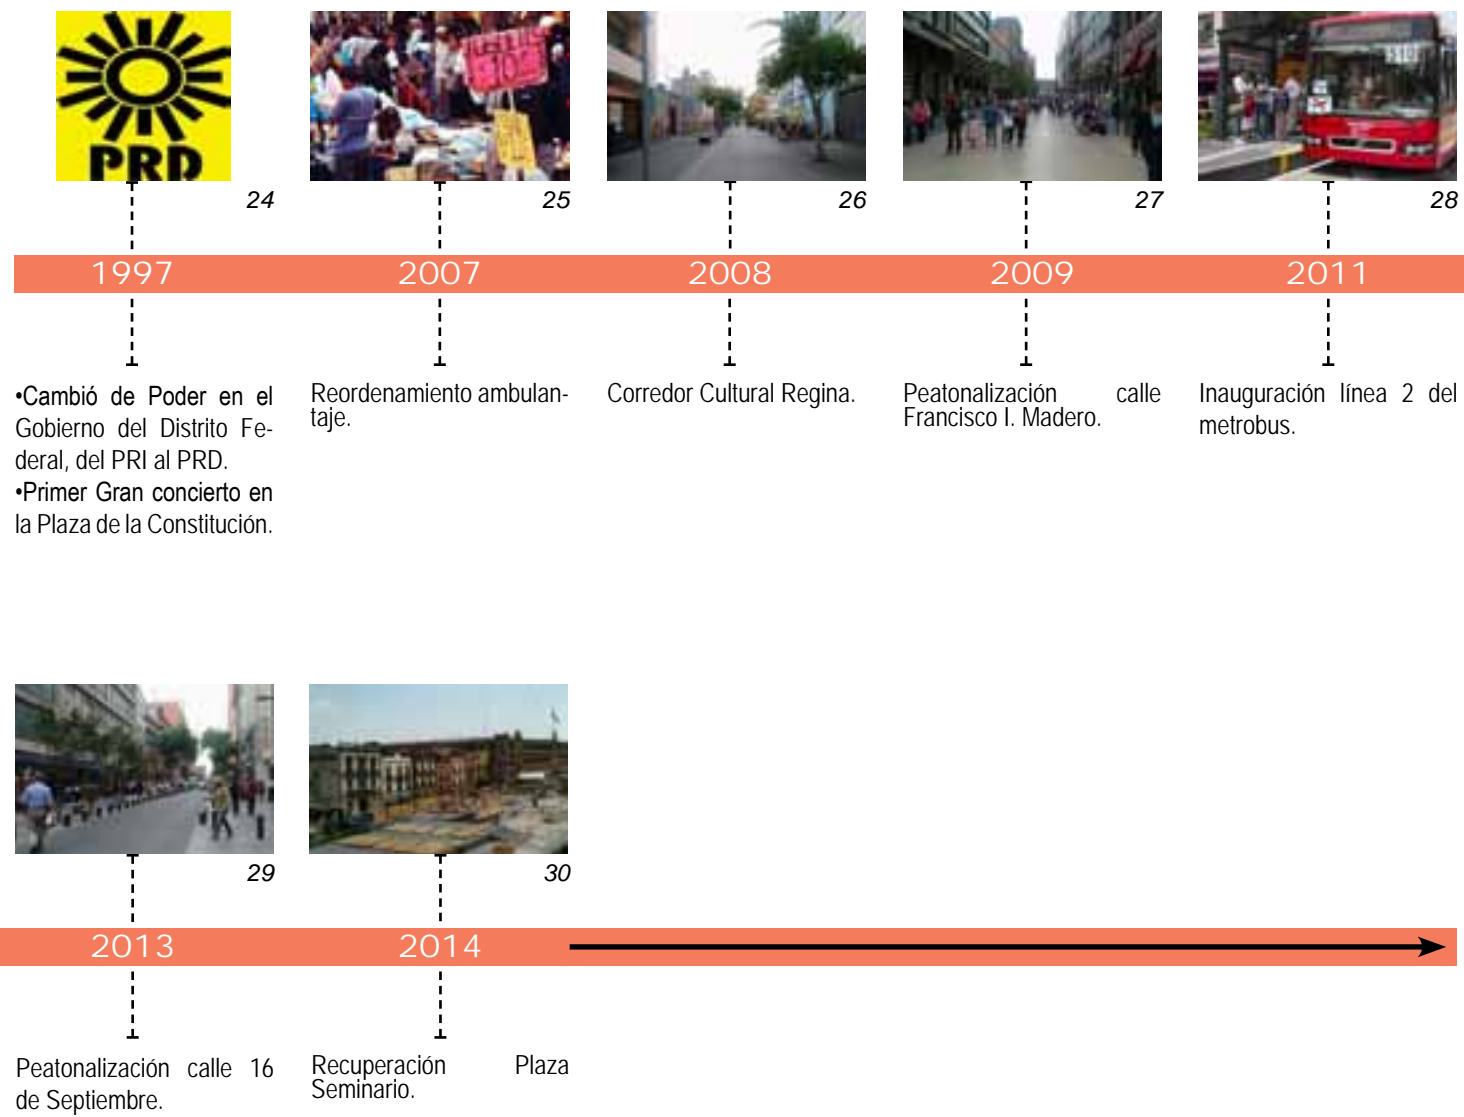 PRD
24
25
26
27
28
1997
2007
2008
2009
2011
•Cambió de Poder en el
Gobierno del Distrito Fe-
deral, del PRI al PRD.
•Primer Gran concierto en
la Plaza de la Constitución.
Reordenamiento ambulan-
taje.
Corredor Cultural Regina.
Peatonalización calle
Francisco I. Madero.
Inauguración línea 2 del
metrobus.
29
30
2013
2014
Peatonalización calle 16
de Septiembre.
Recuperación Plaza
Seminario.